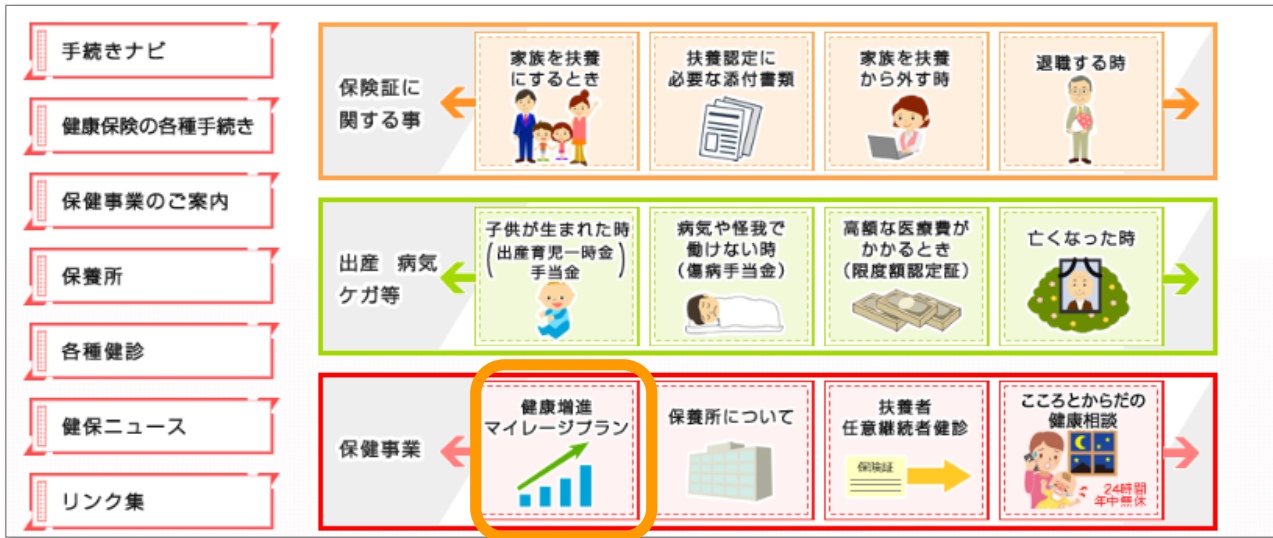 手続きナビ
健康保険の各種手続き
保健事業のご案内
保養所
各種健診
健保ニュース
リンク集
保険証に
関する事
家族を扶養
にするとき
扶養認定に
必要な添付書類
家族を扶養
から外す時
退職する時
出産 病気
ケガ等
子供が生まれた時
(出産育児一時金
手当金)
病気や怪我で
働けない時
(傷病手当金)
高額な医療費が
かかるとき
(限度額認定証)
亡くなった時
保健事業
健康増進
マイレージプラン
保養所について
扶養者
任意継続者健診
保険証
こころとからだの
健康相談
24時間
年中無休